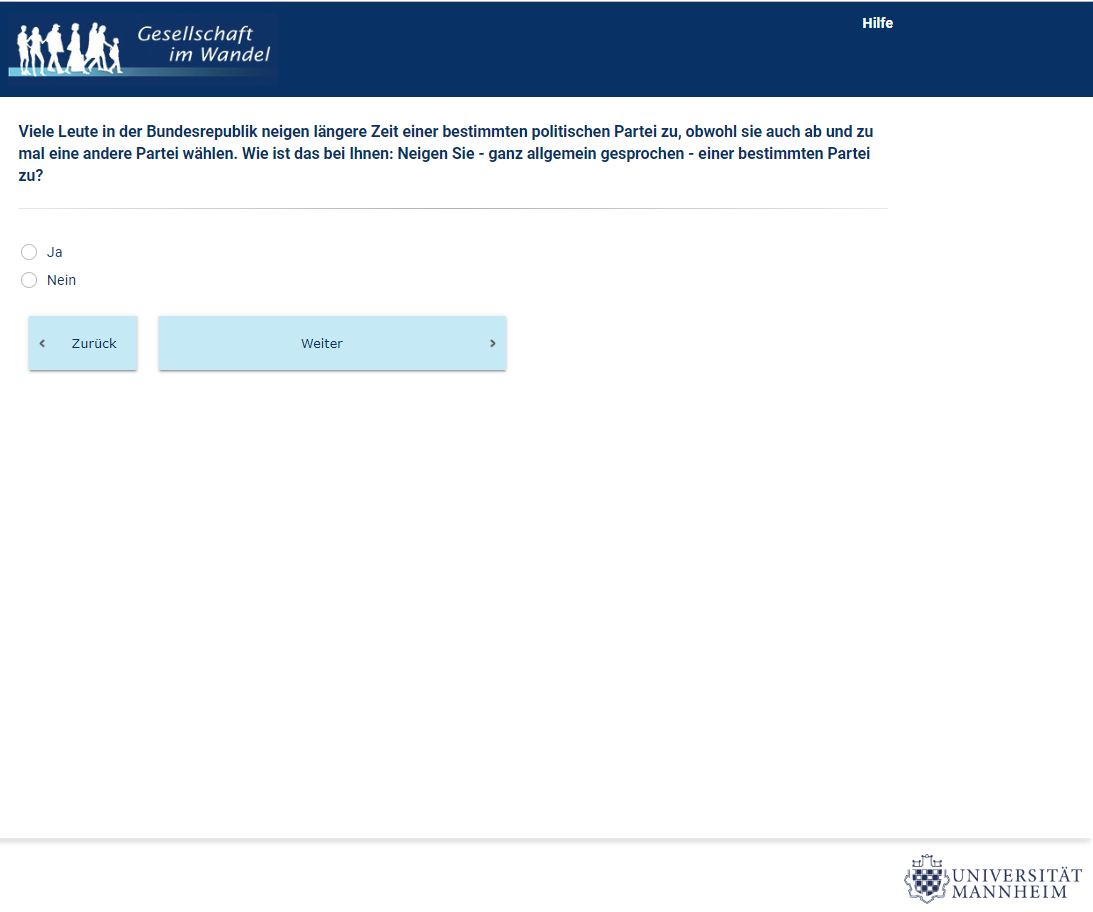 Gesellschaft
im Wandel
Hilfe
Viele Leute in der Bundesrepublik neigen längere Zeit einer bestimmten politischen Partei zu, obwohl sie auch ab und zu
mal eine andere Partei wählen. Wie ist das bei Ihnen: Neigen Sie - ganz allgemein gesprochen - einer bestimmten Partei
zu?
Ja
Nein
‹ Zurück
Weiter ›
UNIVERSITÄT
MANNHEIM